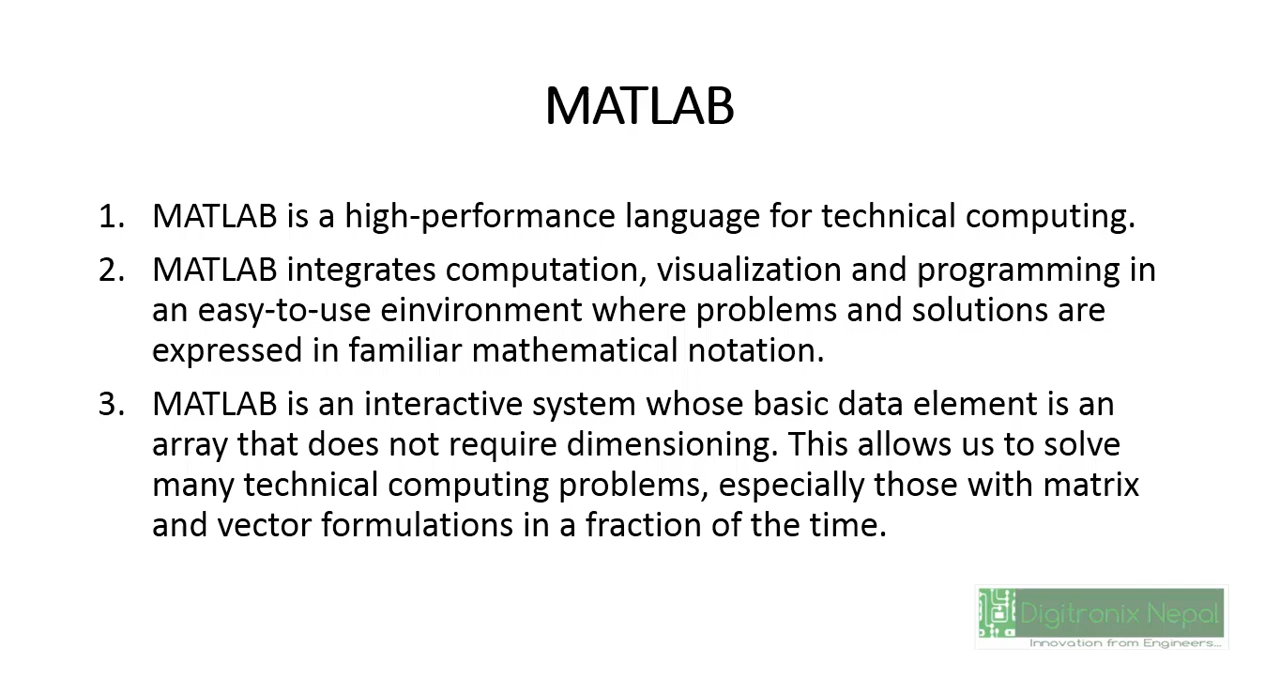 MATLAB
1. MATLAB is a high-performance language for technical computing.
2. MATLAB integrates computation, visualization and programming in
an easy-to-use einvironment where problems and solutions are
expressed in familiar mathematical notation.
3. MATLAB is an interactive system whose basic data element is an
array that does not require dimensioning. This allows us to solve
many technical computing problems, especially those with matrix
and vector formulations in a fraction of the time.
Digitronix Nepal
Innovation from Engineers...